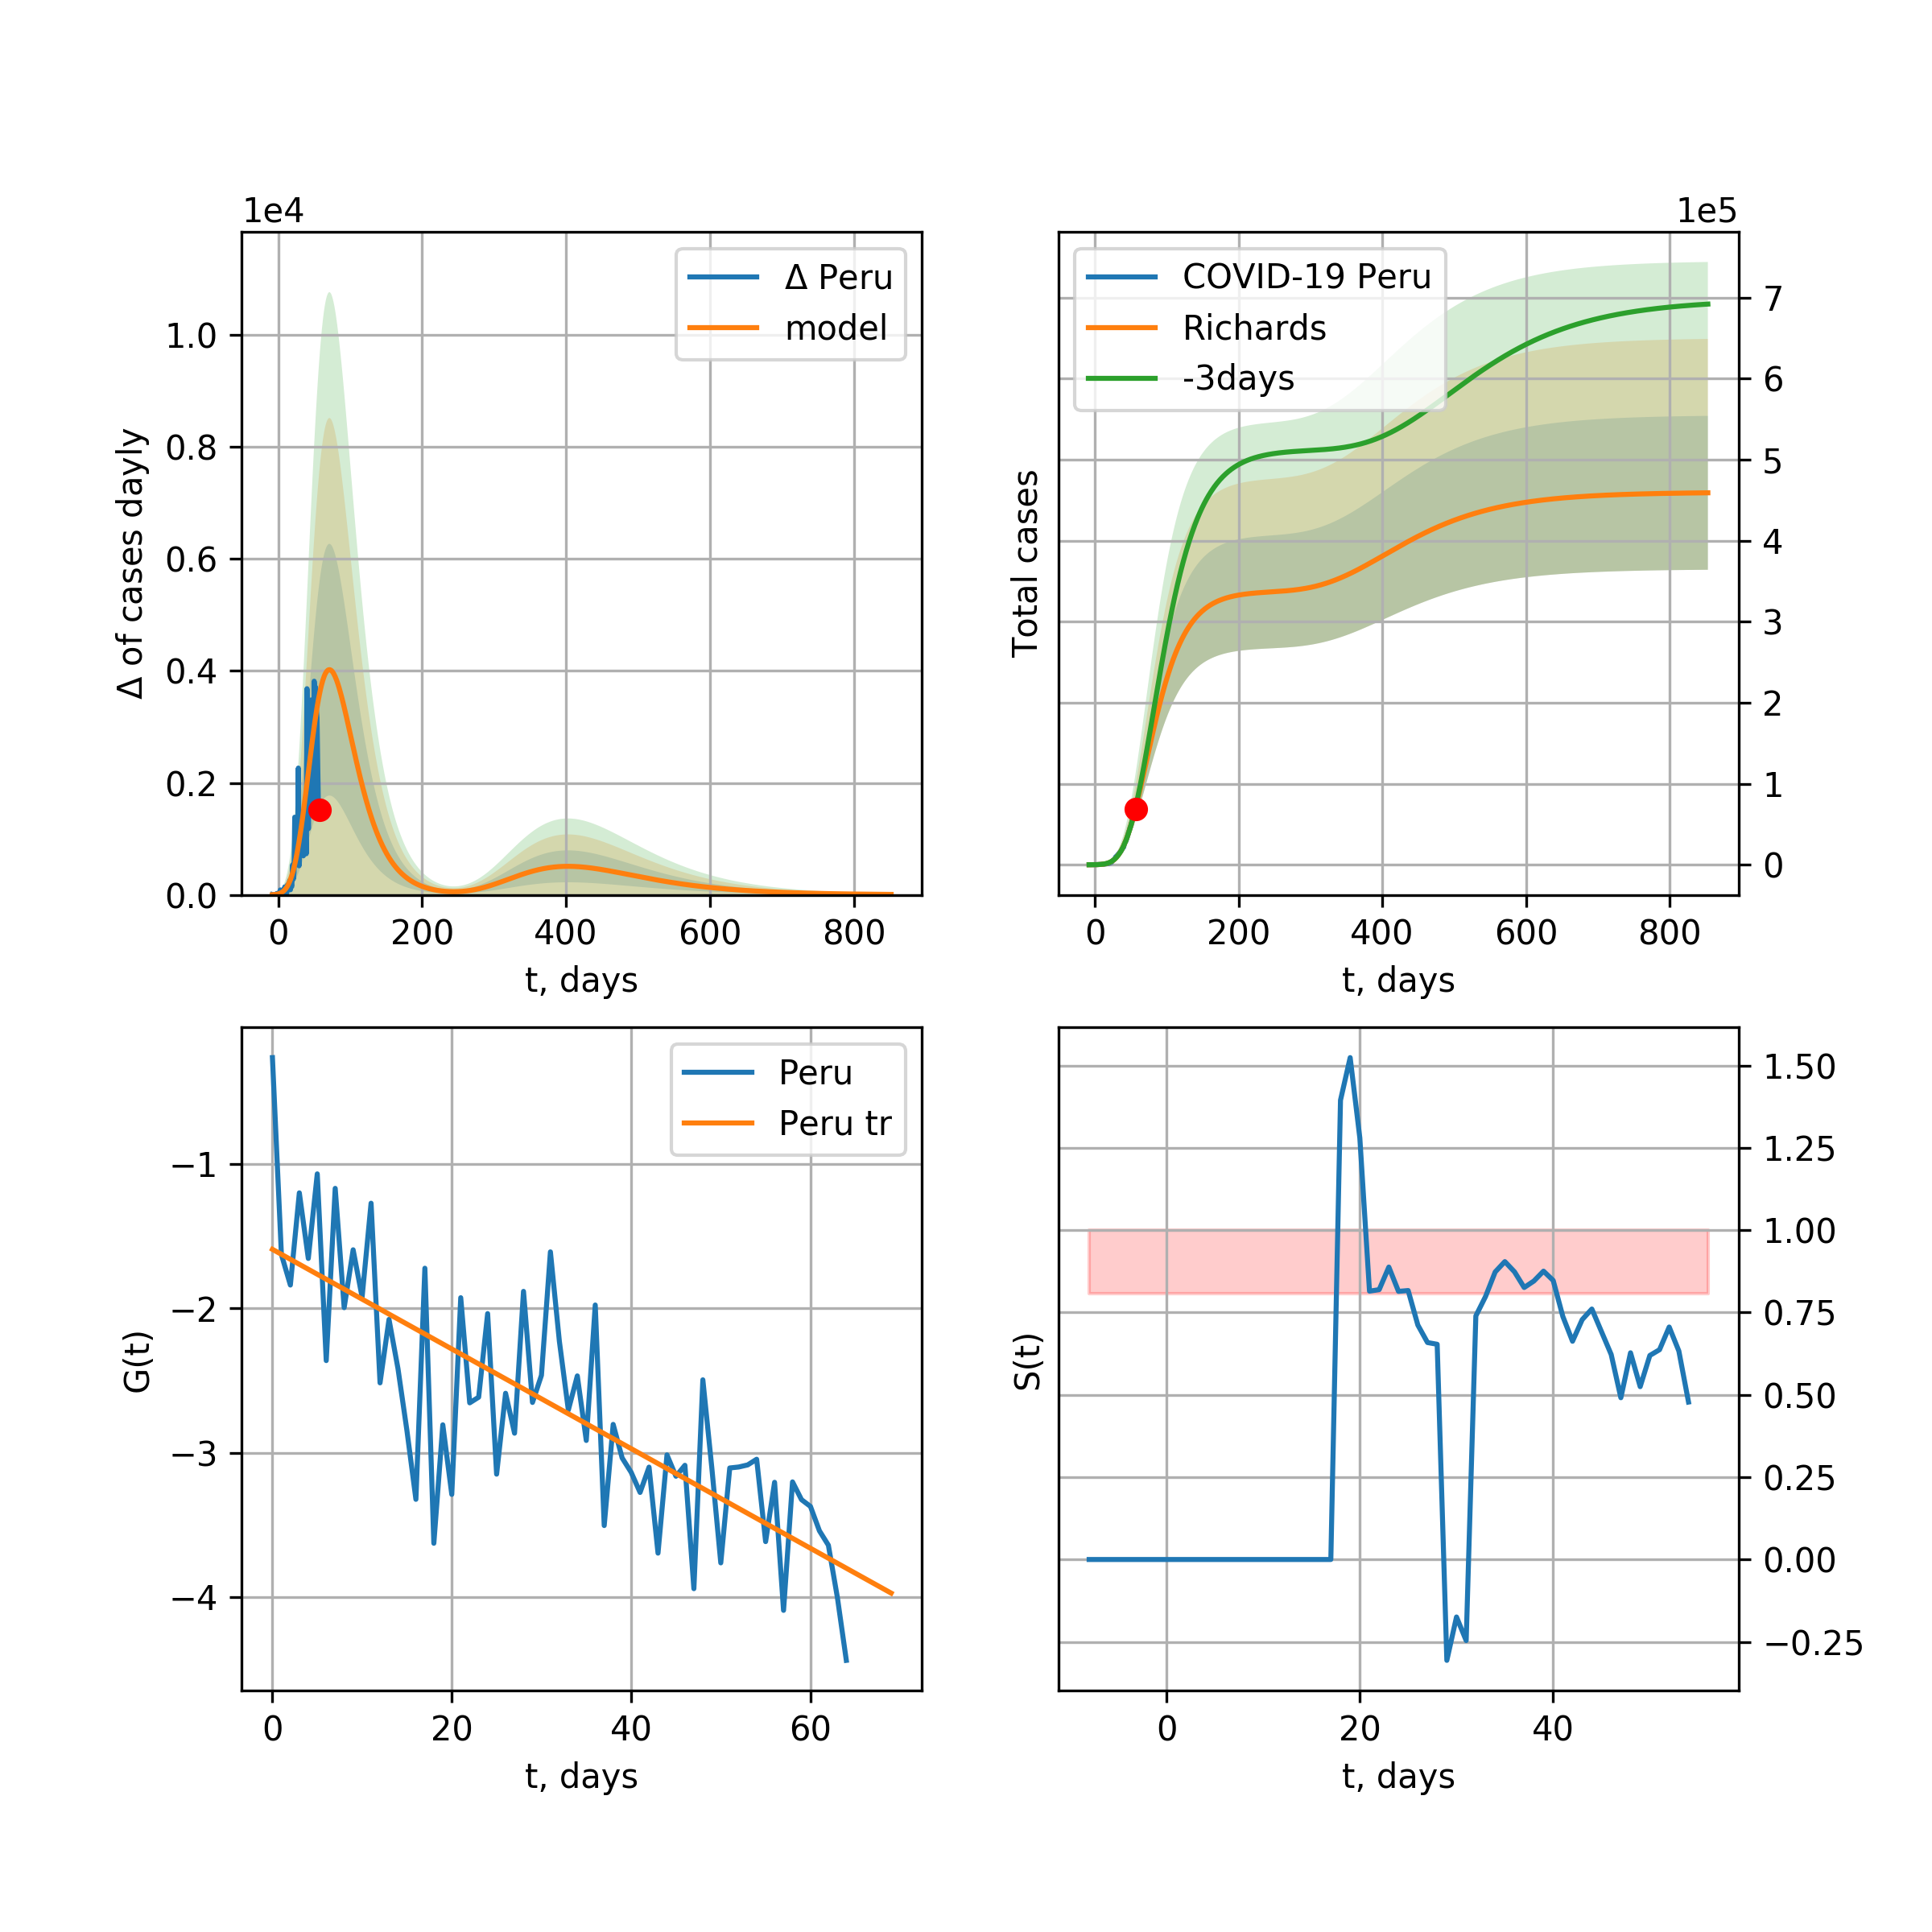 1e4
Δ Peru
model
Δ of cases dayly
1.0
0.8
0.6
0.4
0.2
0.0
0 200 400 600 800
t, days
1e5
COVID-19 Peru
Richards
-3days
Total cases
7
6
5
4
3
2
1
0
0 200 400 600 800
t, days
Peru
Peru tr
G(t)
−1
−2
−3
−4
0 20 40 60
t, days
S(t)
1.50
1.25
1.00
0.75
0.50
0.25
0.00
−0.25
0 20 40
t, days